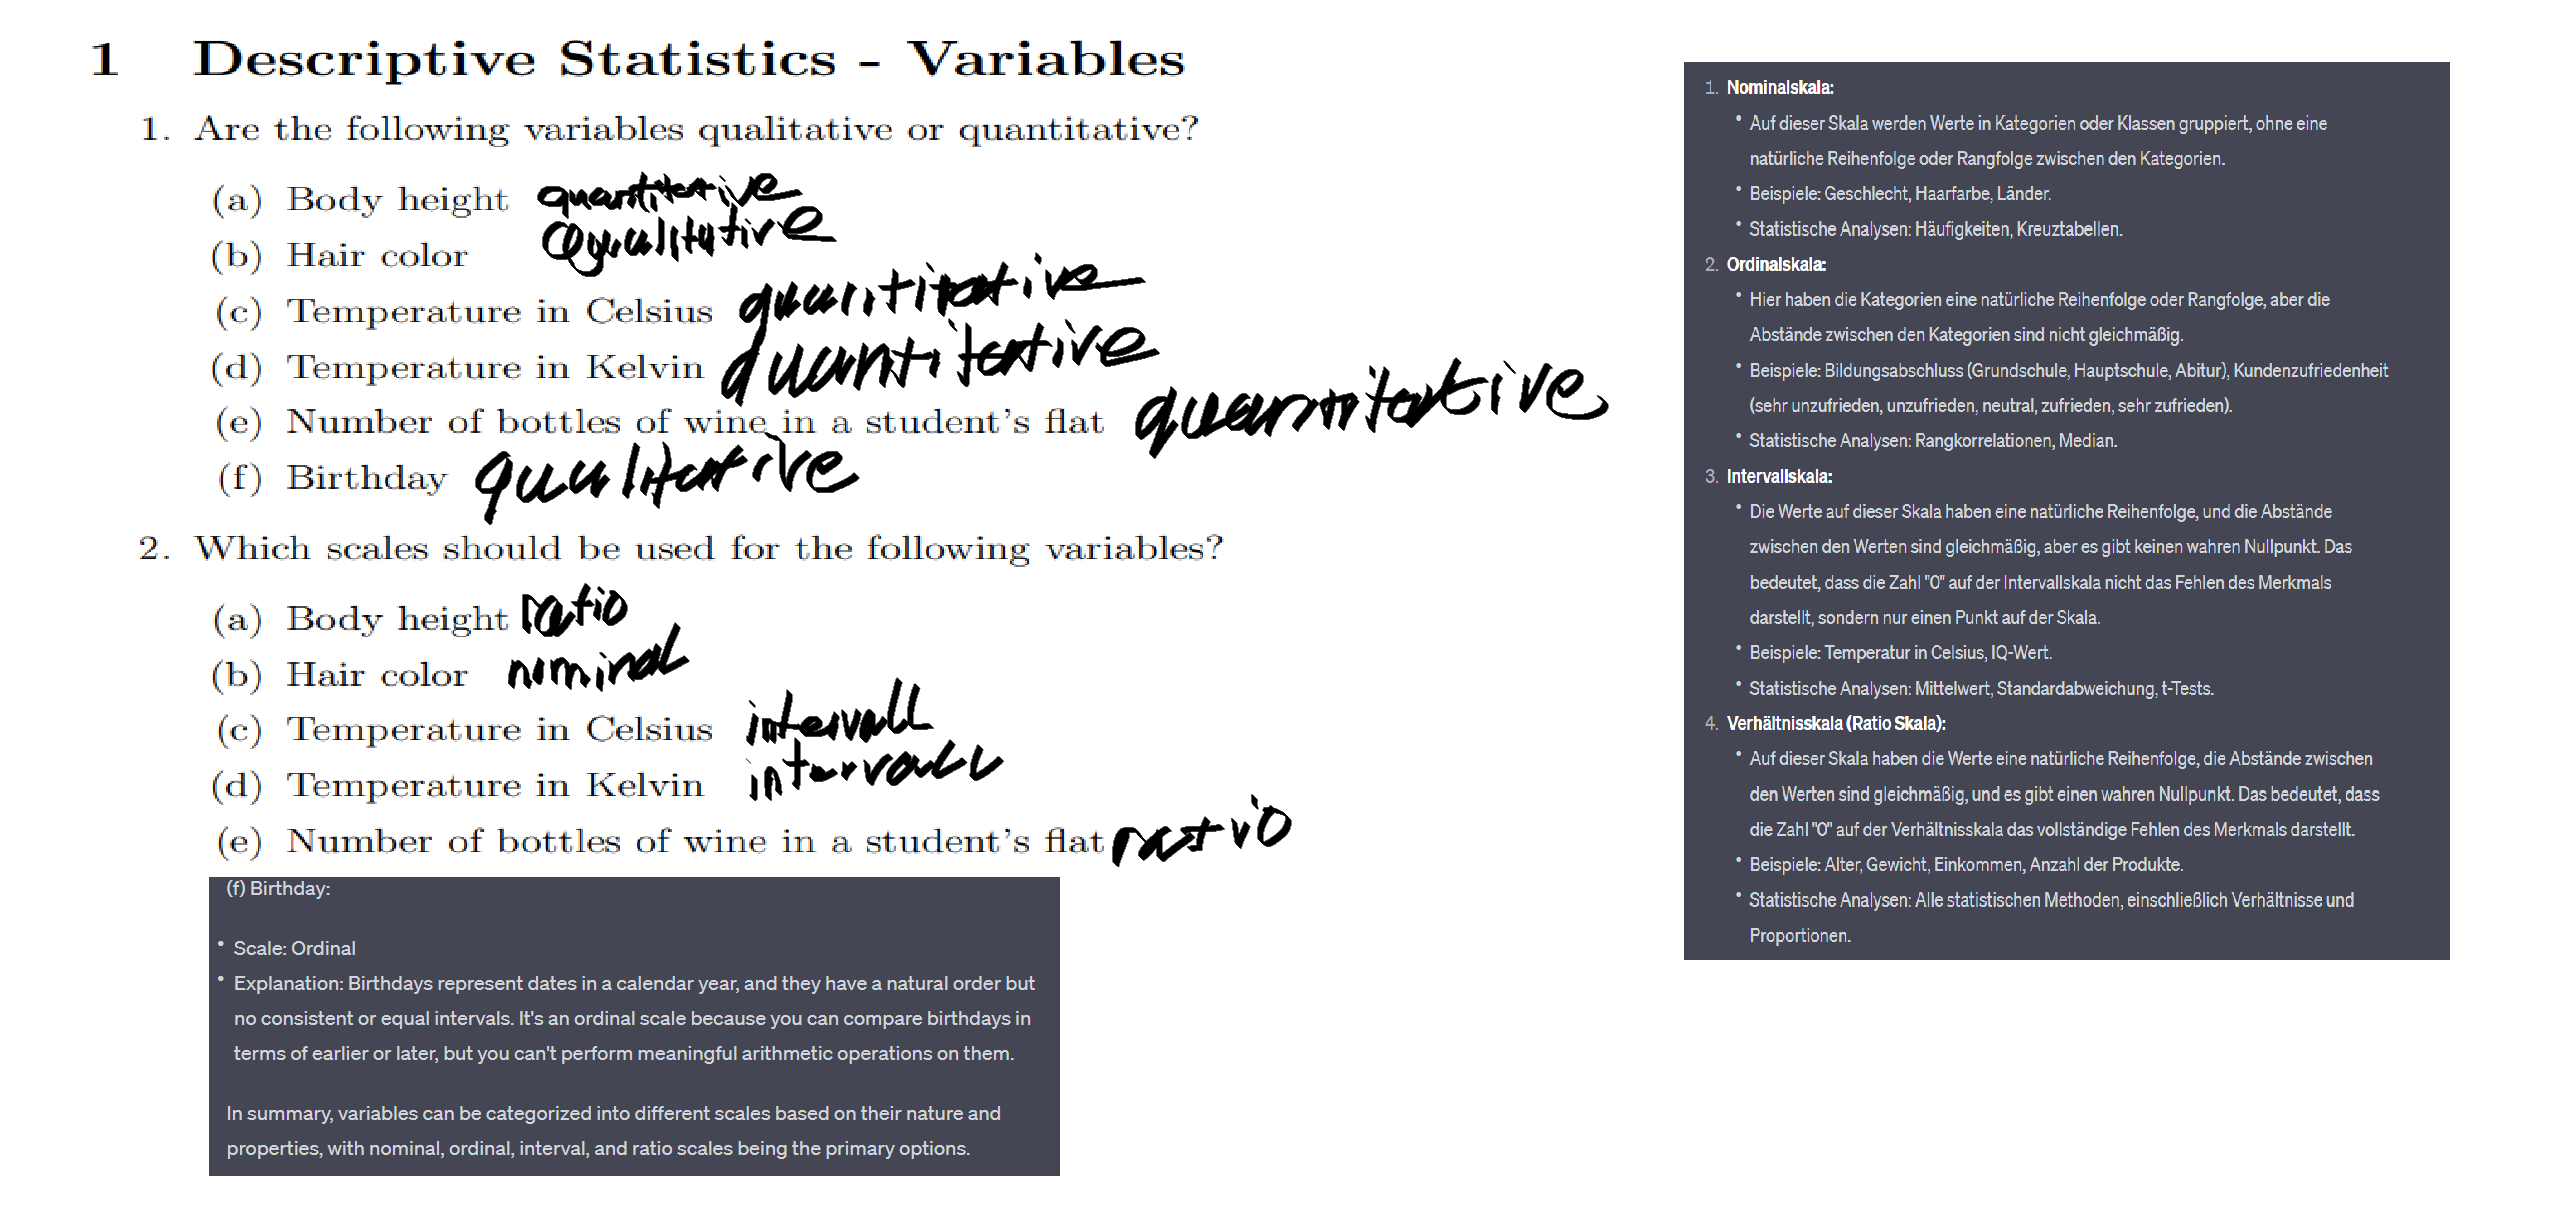 1 Descriptive Statistics - Variables
1. Are the following variables qualitative or quantitative?
(a) Body height quantitative
(b) Hair color qualitative
(c) Temperature in Celsius quantitative
(d) Temperature in Kelvin quantitative
(e) Number of bottles of wine in a student's flat quantitative
(f) Birthday qualitative
2. Which scales should be used for the following variables?
(a) Body height ratio
(b) Hair color nominal
(c) Temperature in Celsius intervall
(d) Temperature in Kelvin intervall
(e) Number of bottles of wine in a student's flat ratio
(f) Birthday:
• Scale: Ordinal
• Explanation: Birthdays represent dates in a calendar year, and they have a natural order but
no consistent or equal intervals. It's an ordinal scale because you can compare birthdays in
terms of earlier or later, but you can't perform meaningful arithmetic operations on them.
In summary, variables can be categorized into different scales based on their nature and
properties, with nominal, ordinal, interval, and ratio scales being the primary options.
1. Nominalskala:
• Auf dieser Skala werden Werte in Kategorien oder Klassen gruppiert, ohne eine
natürliche Reihenfolge oder Rangfolge zwischen den Kategorien.
• Beispiele: Geschlecht, Haarfarbe, Länder.
• Statistische Analysen: Häufigkeiten, Kreuztabellen.
2. Ordinalskala:
• Hier haben die Kategorien eine natürliche Reihenfolge oder Rangfolge, aber die
Abstände zwischen den Kategorien sind nicht gleichmäßig.
• Beispiele: Bildungsabschluss (Grundschule, Hauptschule, Abitur), Kundenzufriedenheit
(sehr unzufrieden, unzufrieden, neutral, zufrieden, sehr zufrieden).
• Statistische Analysen: Rangkorrelationen, Median.
3. Intervallskala:
• Die Werte auf dieser Skala haben eine natürliche Reihenfolge, und die Abstände
zwischen den Werten sind gleichmäßig, aber es gibt keinen wahren Nullpunkt. Das
bedeutet, dass die Zahl "0" auf der Intervallskala nicht das Fehlen des Merkmals
darstellt, sondern nur einen Punkt auf der Skala.
• Beispiele: Temperatur in Celsius, IQ-Wert.
• Statistische Analysen: Mittelwert, Standardabweichung, t-Tests.
4. Verhältnisskala (Ratio Skala):
• Auf dieser Skala haben die Werte eine natürliche Reihenfolge, die Abstände zwischen
den Werten sind gleichmäßig, und es gibt einen wahren Nullpunkt. Das bedeutet, dass
die Zahl "0" auf der Verhältnisskala das vollständige Fehlen des Merkmals darstellt.
• Beispiele: Alter, Gewicht, Einkommen, Anzahl der Produkte.
• Statistische Analysen: Alle statistischen Methoden, einschließlich Verhältnisse und
Proportionen.